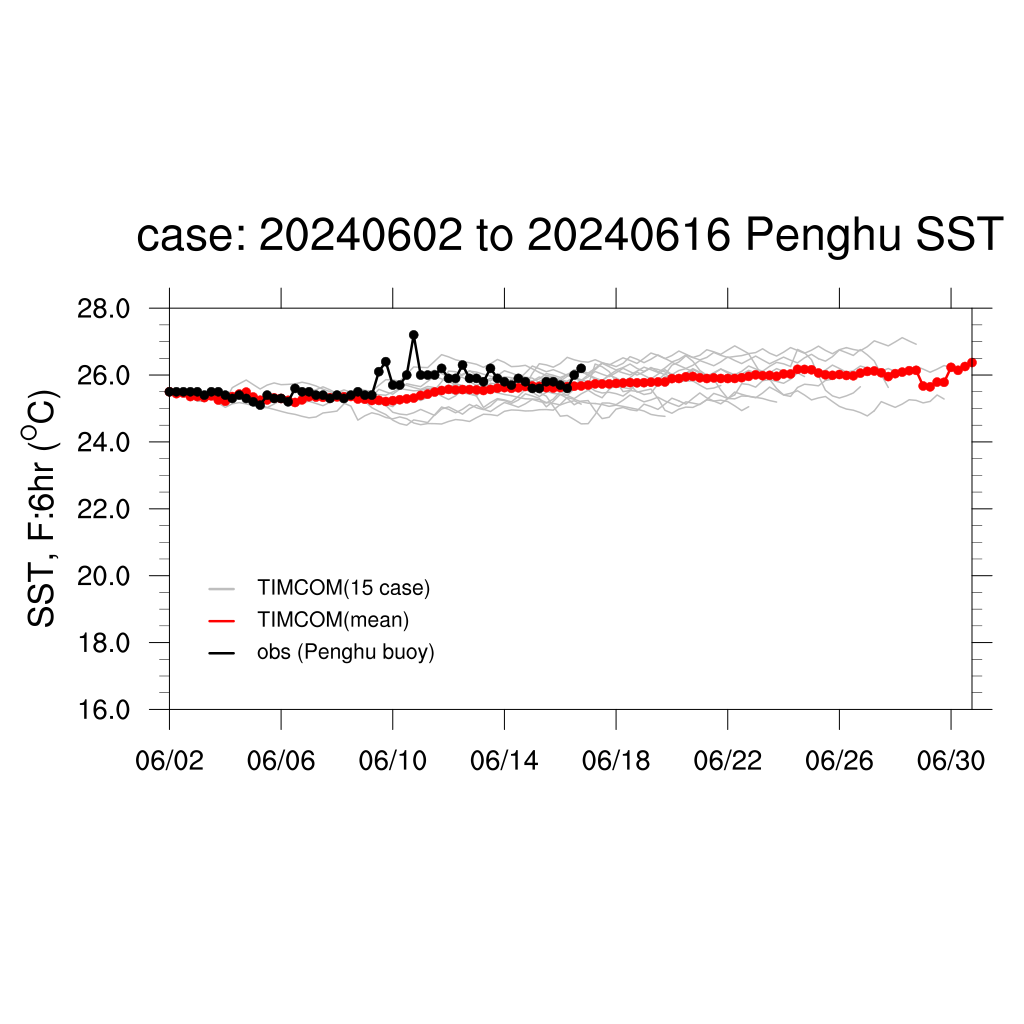 case: 20240602 to 20240616 Penghu SST
SST, F:6hr (°C)
28.0
26.0
24.0
22.0
20.0
18.0
16.0
TIMCOM(15 case)
TIMCOM(mean)
obs (Penghu buoy)
06/02 06/06 06/10 06/14 06/18 06/22 06/26 06/30